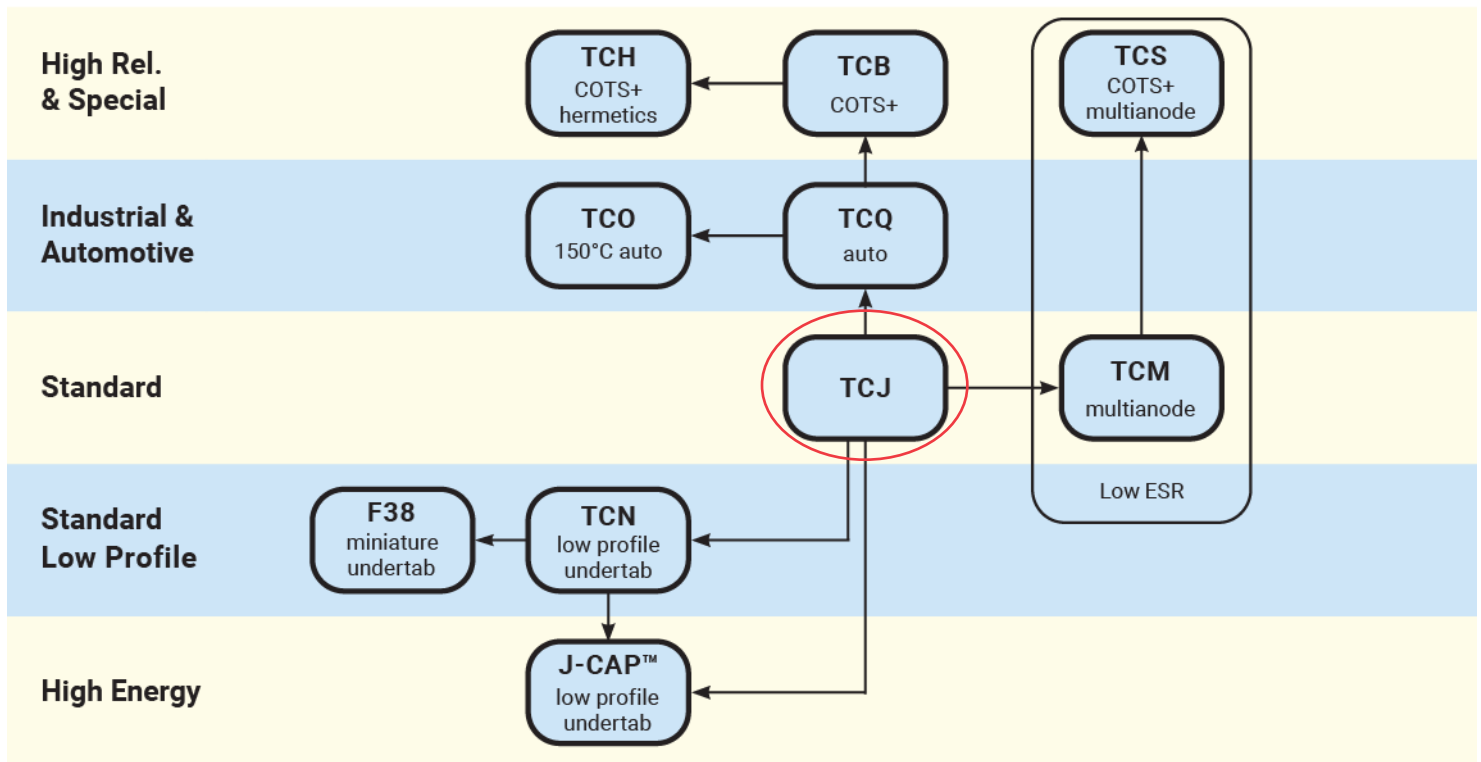 High Rel.
& Special
TCH
COTS+
hermetics
TCB
COTS+
TCS
COTS+
multianode
Industrial &
Automotive
TCO
150°C auto
TCQ
auto
Standard
TCJ
TCM
multianode
Low ESR
Standard
Low Profile
F38
miniature
undertab
TCN
low profile
undertab
High Energy
J-CAP™
low profile
undertab